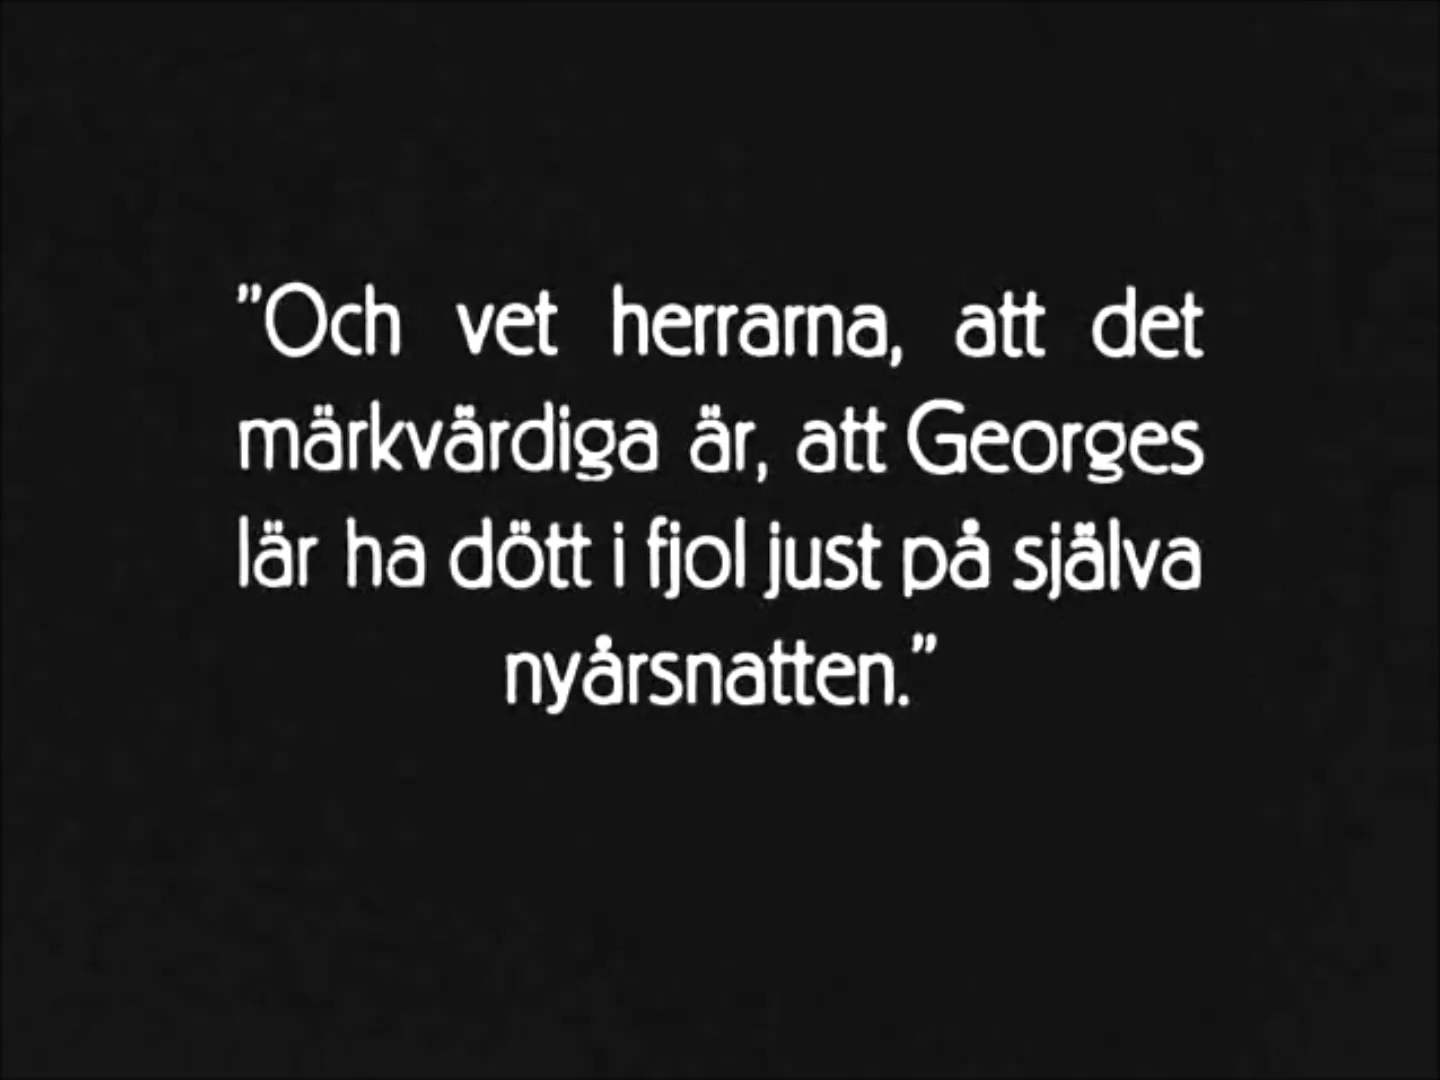 ”Och vet herrarna, att det
märkvärdiga är, att Georges
lär ha dött i fjol just på själva
nyårsnatten.”